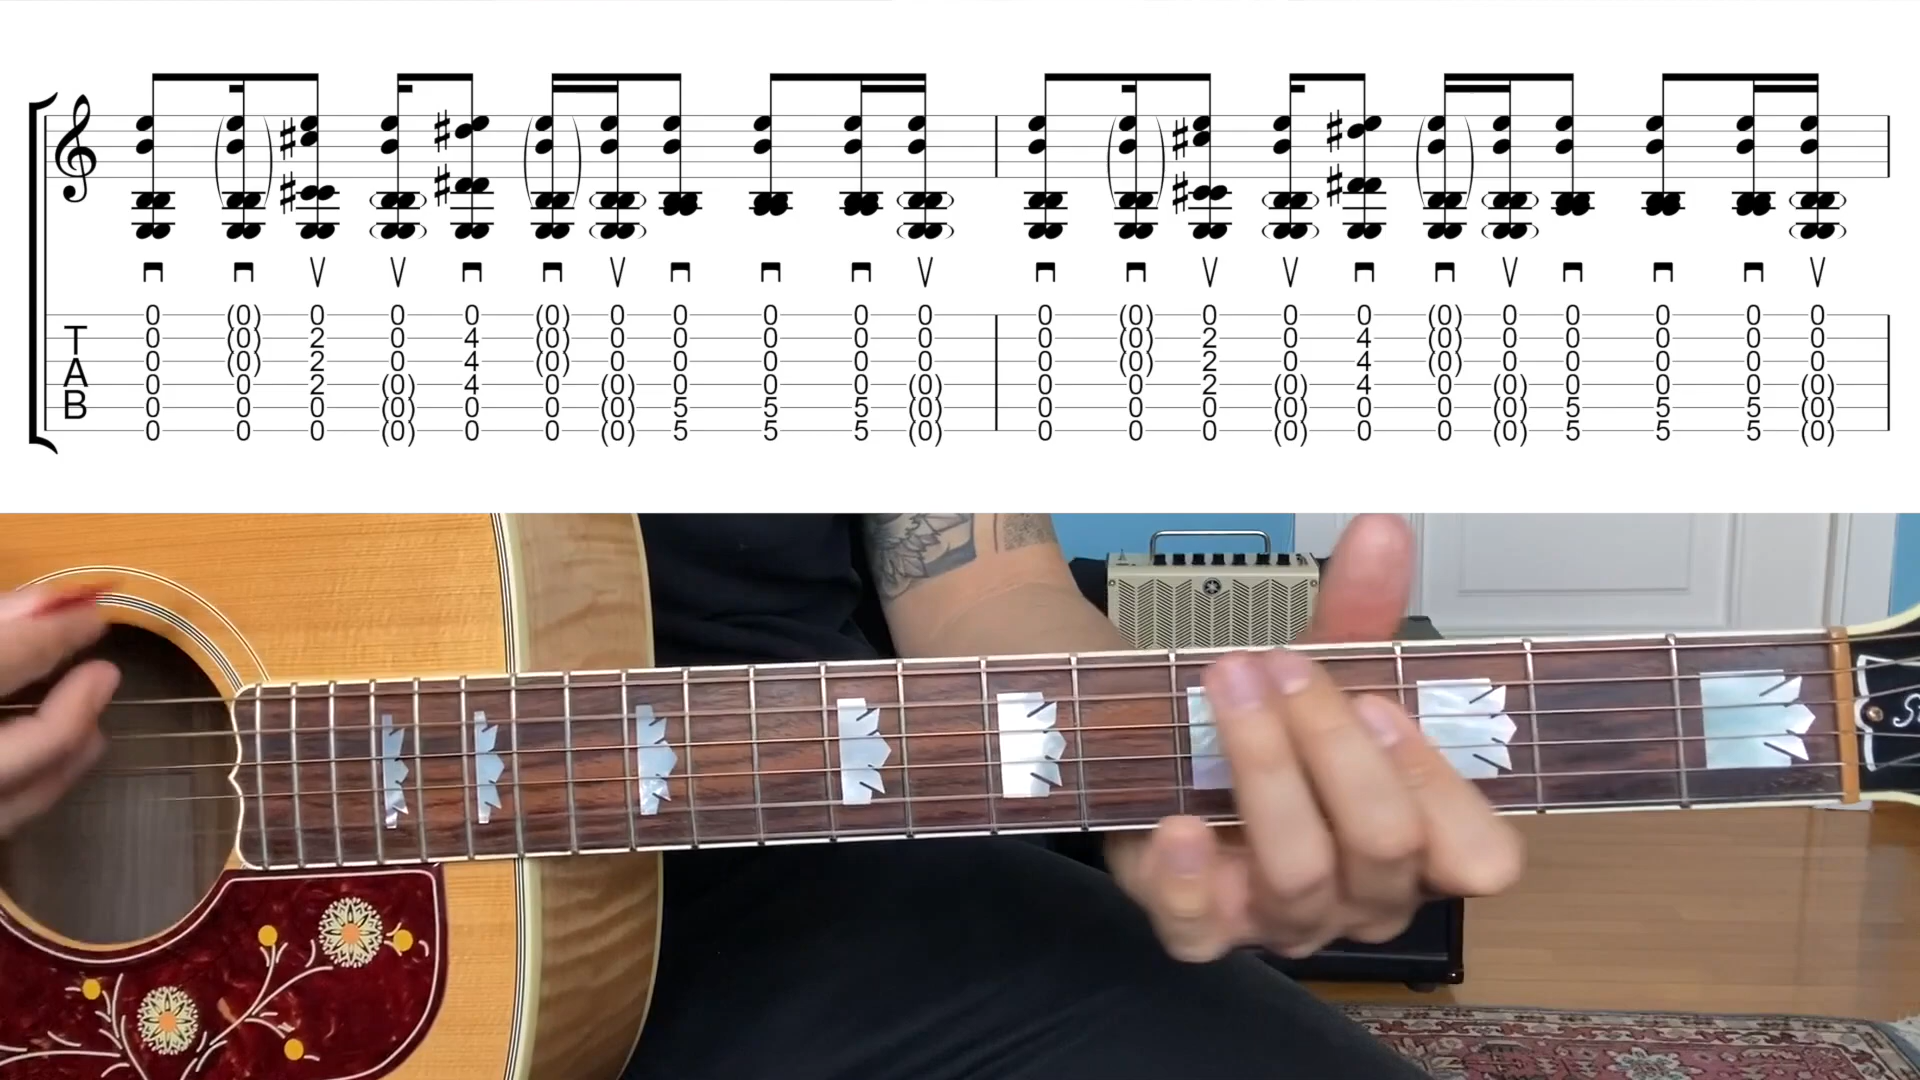 0 (0) 0 0 0 (0) 0 0 0 0 0 0 (0) 0 0 0 (0) 0 0 0 0 0
T 0 (0) 2 0 4 (0) 0 0 0 0 0 0 (0) 2 0 4 (0) 0 0 0 0 0
A 0 (0) 2 0 4 (0) 0 0 0 0 0 0 (0) 2 0 4 (0) 0 0 0 0 0
0 0 2 (0) 4 0 (0) 0 0 0 (0) 0 0 2 (0) 4 0 (0) 0 0 0 (0)
B 0 0 0 (0) 0 0 (0) 5 5 5 (0) 0 0 0 (0) 0 0 (0) 5 5 5 (0)
0 0 0 (0) 0 0 (0) 5 5 5 (0) 0 0 0 (0) 0 0 (0) 5 5 5 (0)